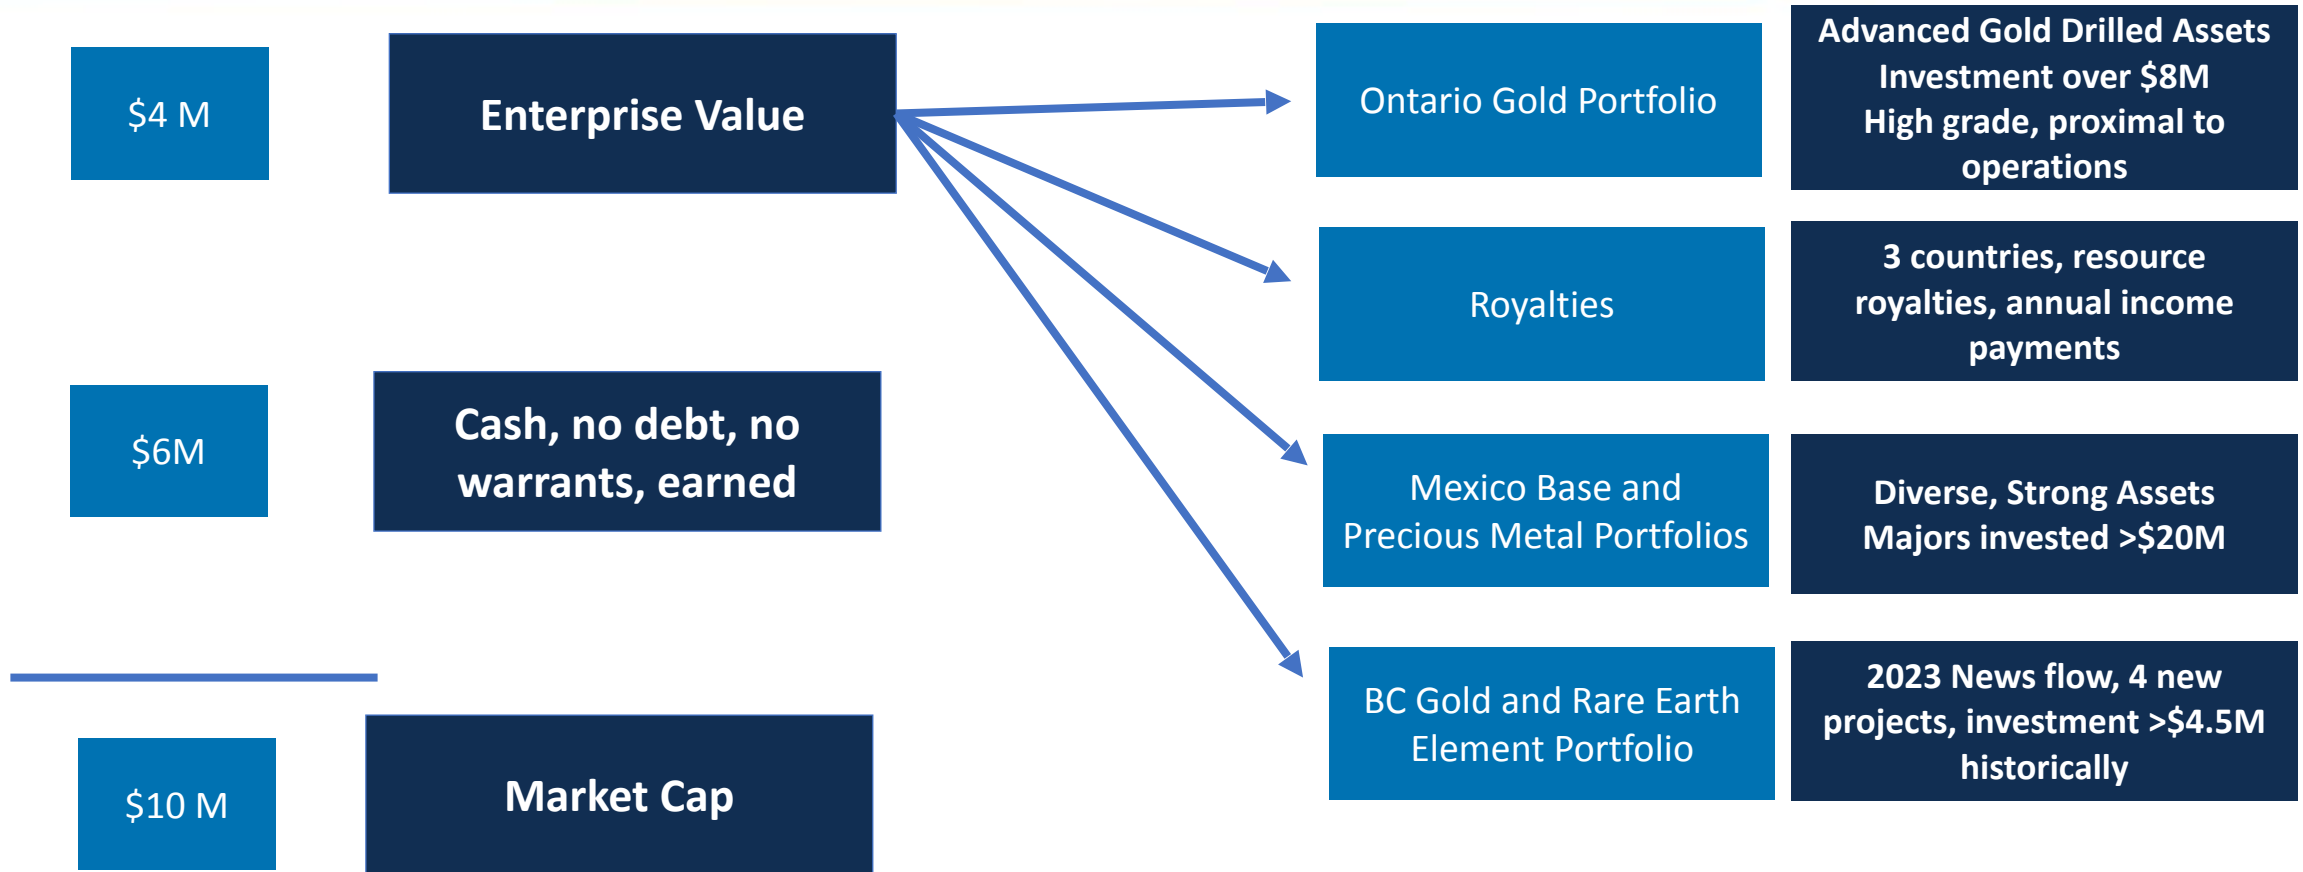 $4 M
Enterprise Value
Ontario Gold Portfolio
Advanced Gold Drilled Assets
Investment over $8M
High grade, proximal to
operations
Royalties
3 countries, resource
royalties, annual income
payments
$6M
Cash, no debt, no
warrants, earned
Mexico Base and
Precious Metal Portfolios
Diverse, Strong Assets
Majors invested >$20M
$10 M
Market Cap
BC Gold and Rare Earth
Element Portfolio
2023 News flow, 4 new
projects, investment >$4.5M
historically